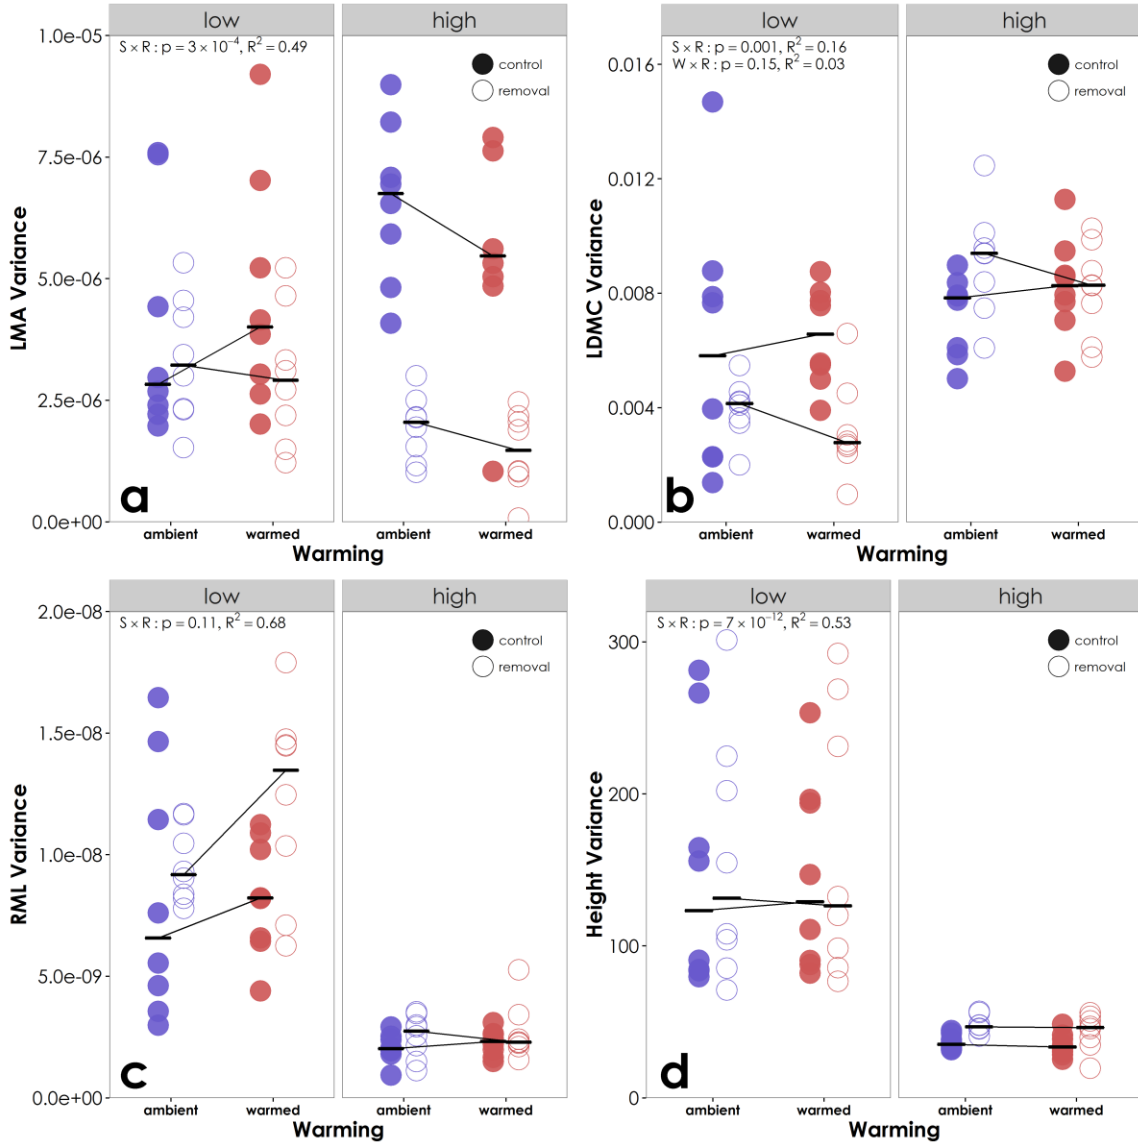 low
high
S × R : p = 3 × 10⁻⁴, R² = 0.49
control
removal
1.0e-05
7.5e-06
5.0e-06
2.5e-06
0.0e+00
LMA Variance
a
ambient
warmed
ambient
warmed
Warming
low
high
S × R : p = 0.001, R² = 0.16
W × R : p = 0.15, R² = 0.03
control
removal
0.016
0.012
0.008
0.004
0.000
LDMC Variance
b
ambient
warmed
ambient
warmed
Warming
low
high
S × R : p = 0.11, R² = 0.68
control
removal
2.0e-08
1.5e-08
1.0e-08
5.0e-09
0.0e+00
RML Variance
c
ambient
warmed
ambient
warmed
Warming
low
high
S × R : p = 7 × 10⁻¹², R² = 0.53
control
removal
300
200
100
0
Height Variance
d
ambient
warmed
ambient
warmed
Warming